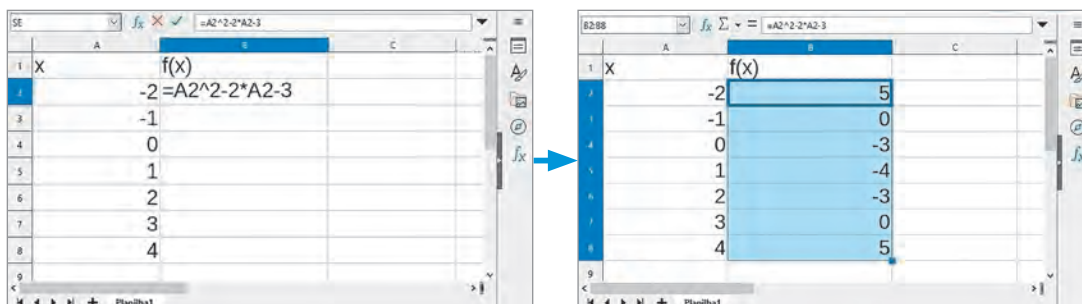 SE fx =A2^2-2*A2-3
A B C
1 x f(x)
2 -2 =A2^2-2*A2-3
3 -1
4 0
5 1
6 2
7 3
8 4
9
Planilha1
B2:B8 fx Σ = =A2^2-2*A2-3
A B C
1 x f(x)
2 -2 5
3 -1 0
4 0 -3
5 1 -4
6 2 -3
7 3 0
8 4 5
9
Planilha1